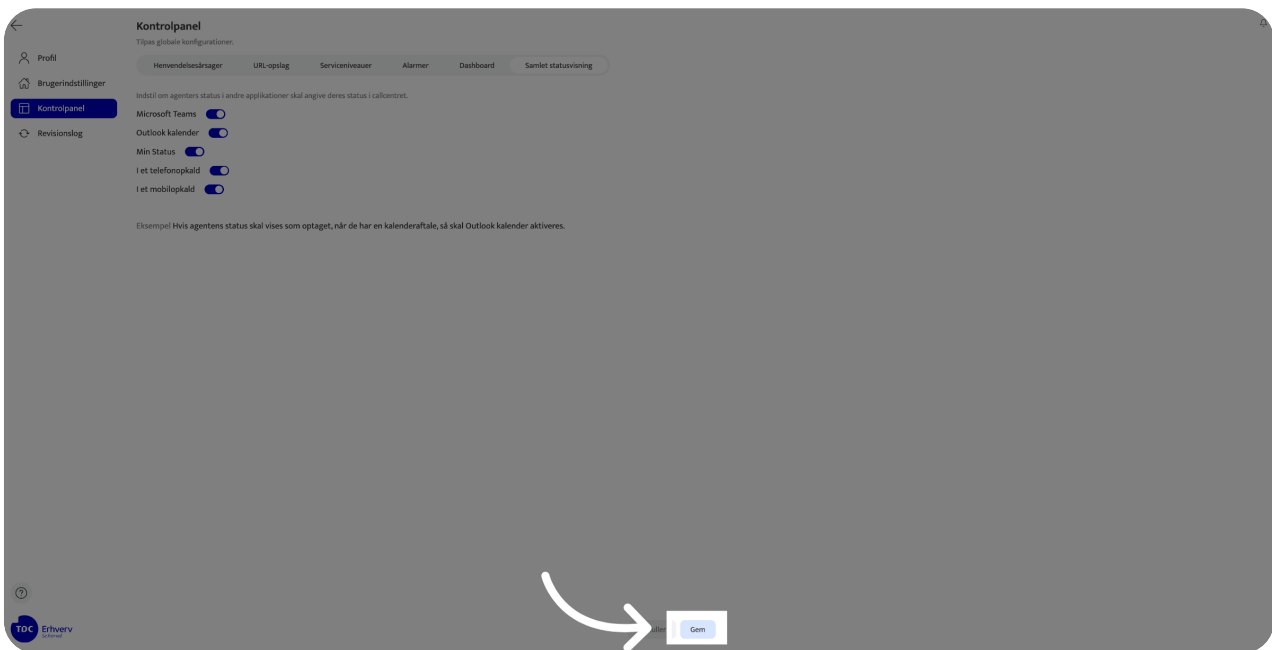 Kontrolpanel
Tilpas globale konfigurationer.
Profil
Brugerindstillinger
Kontrolpanel
Revisionslog
Henvendelsesårsager URL-opslag Serviceniveauer Alarmer Dashboard Samlet statusvisning
Indstil om agenters status i andre applikationer skal angive deres status i callcentret.
Microsoft Teams
Outlook kalender
Min Status
I et telefonopkald
I et mobilopkald
Eksempel Hvis agentens status skal vises som optaget, når de har en kalenderaftale, så skal Outlook kalender aktiveres.
?
TDC Erhverv
Gem